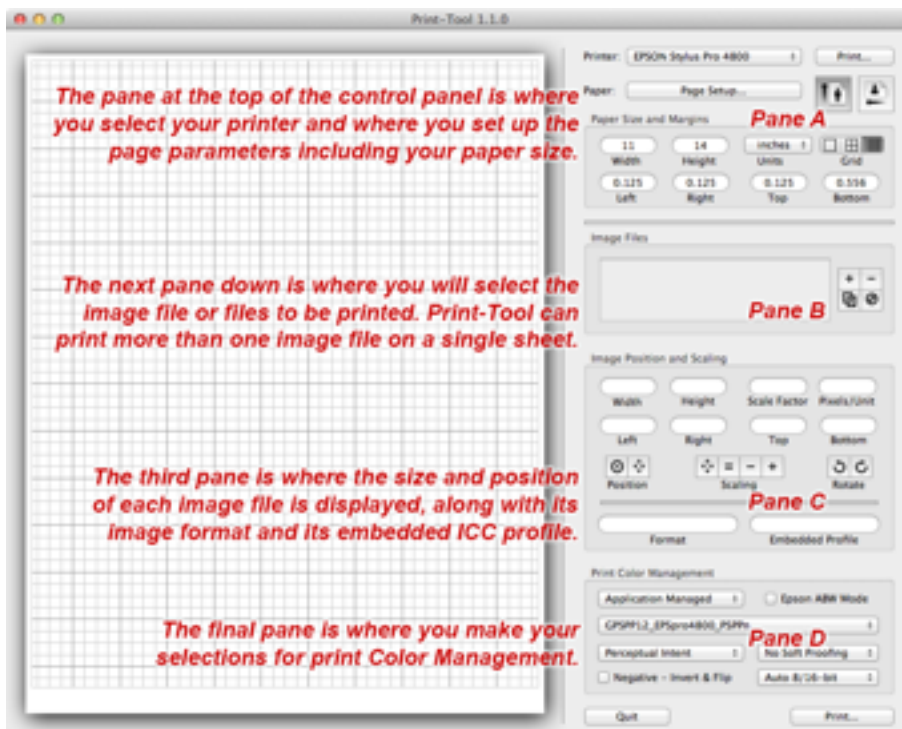 Print-Tool 1.1.0
Printer: EPSON Stylus Pro 4800 Print...
The pane at the top of the control panel is where
you select your printer and where you set up the
page parameters including your paper size.
Paper: Page Setup...
Paper Size and Margins Pane A
11 14 inches
Width Height Units Grid
0.125 0.125 0.125 0.556
Left Right Top Bottom
Image Files
The next pane down is where you will select the
image file or files to be printed. Print-Tool can
print more than one image file on a single sheet.
+ -
Pane B
Image Position and Scaling
Width Height Scale Factor Pixels/Unit
Left Right Top Bottom
= - +
Position Scaling Rotate
The third pane is where the size and position
of each image file is displayed, along with its
image format and its embedded ICC profile.
Pane C
Format Embedded Profile
Print Color Management
Application Managed Epson ABW Mode
The final pane is where you make your
selections for print Color Management.
Pane D
Perceptual Intent No Soft Proofing
Negative - Invert & Flip Auto 8/16-bit
Quit Print...